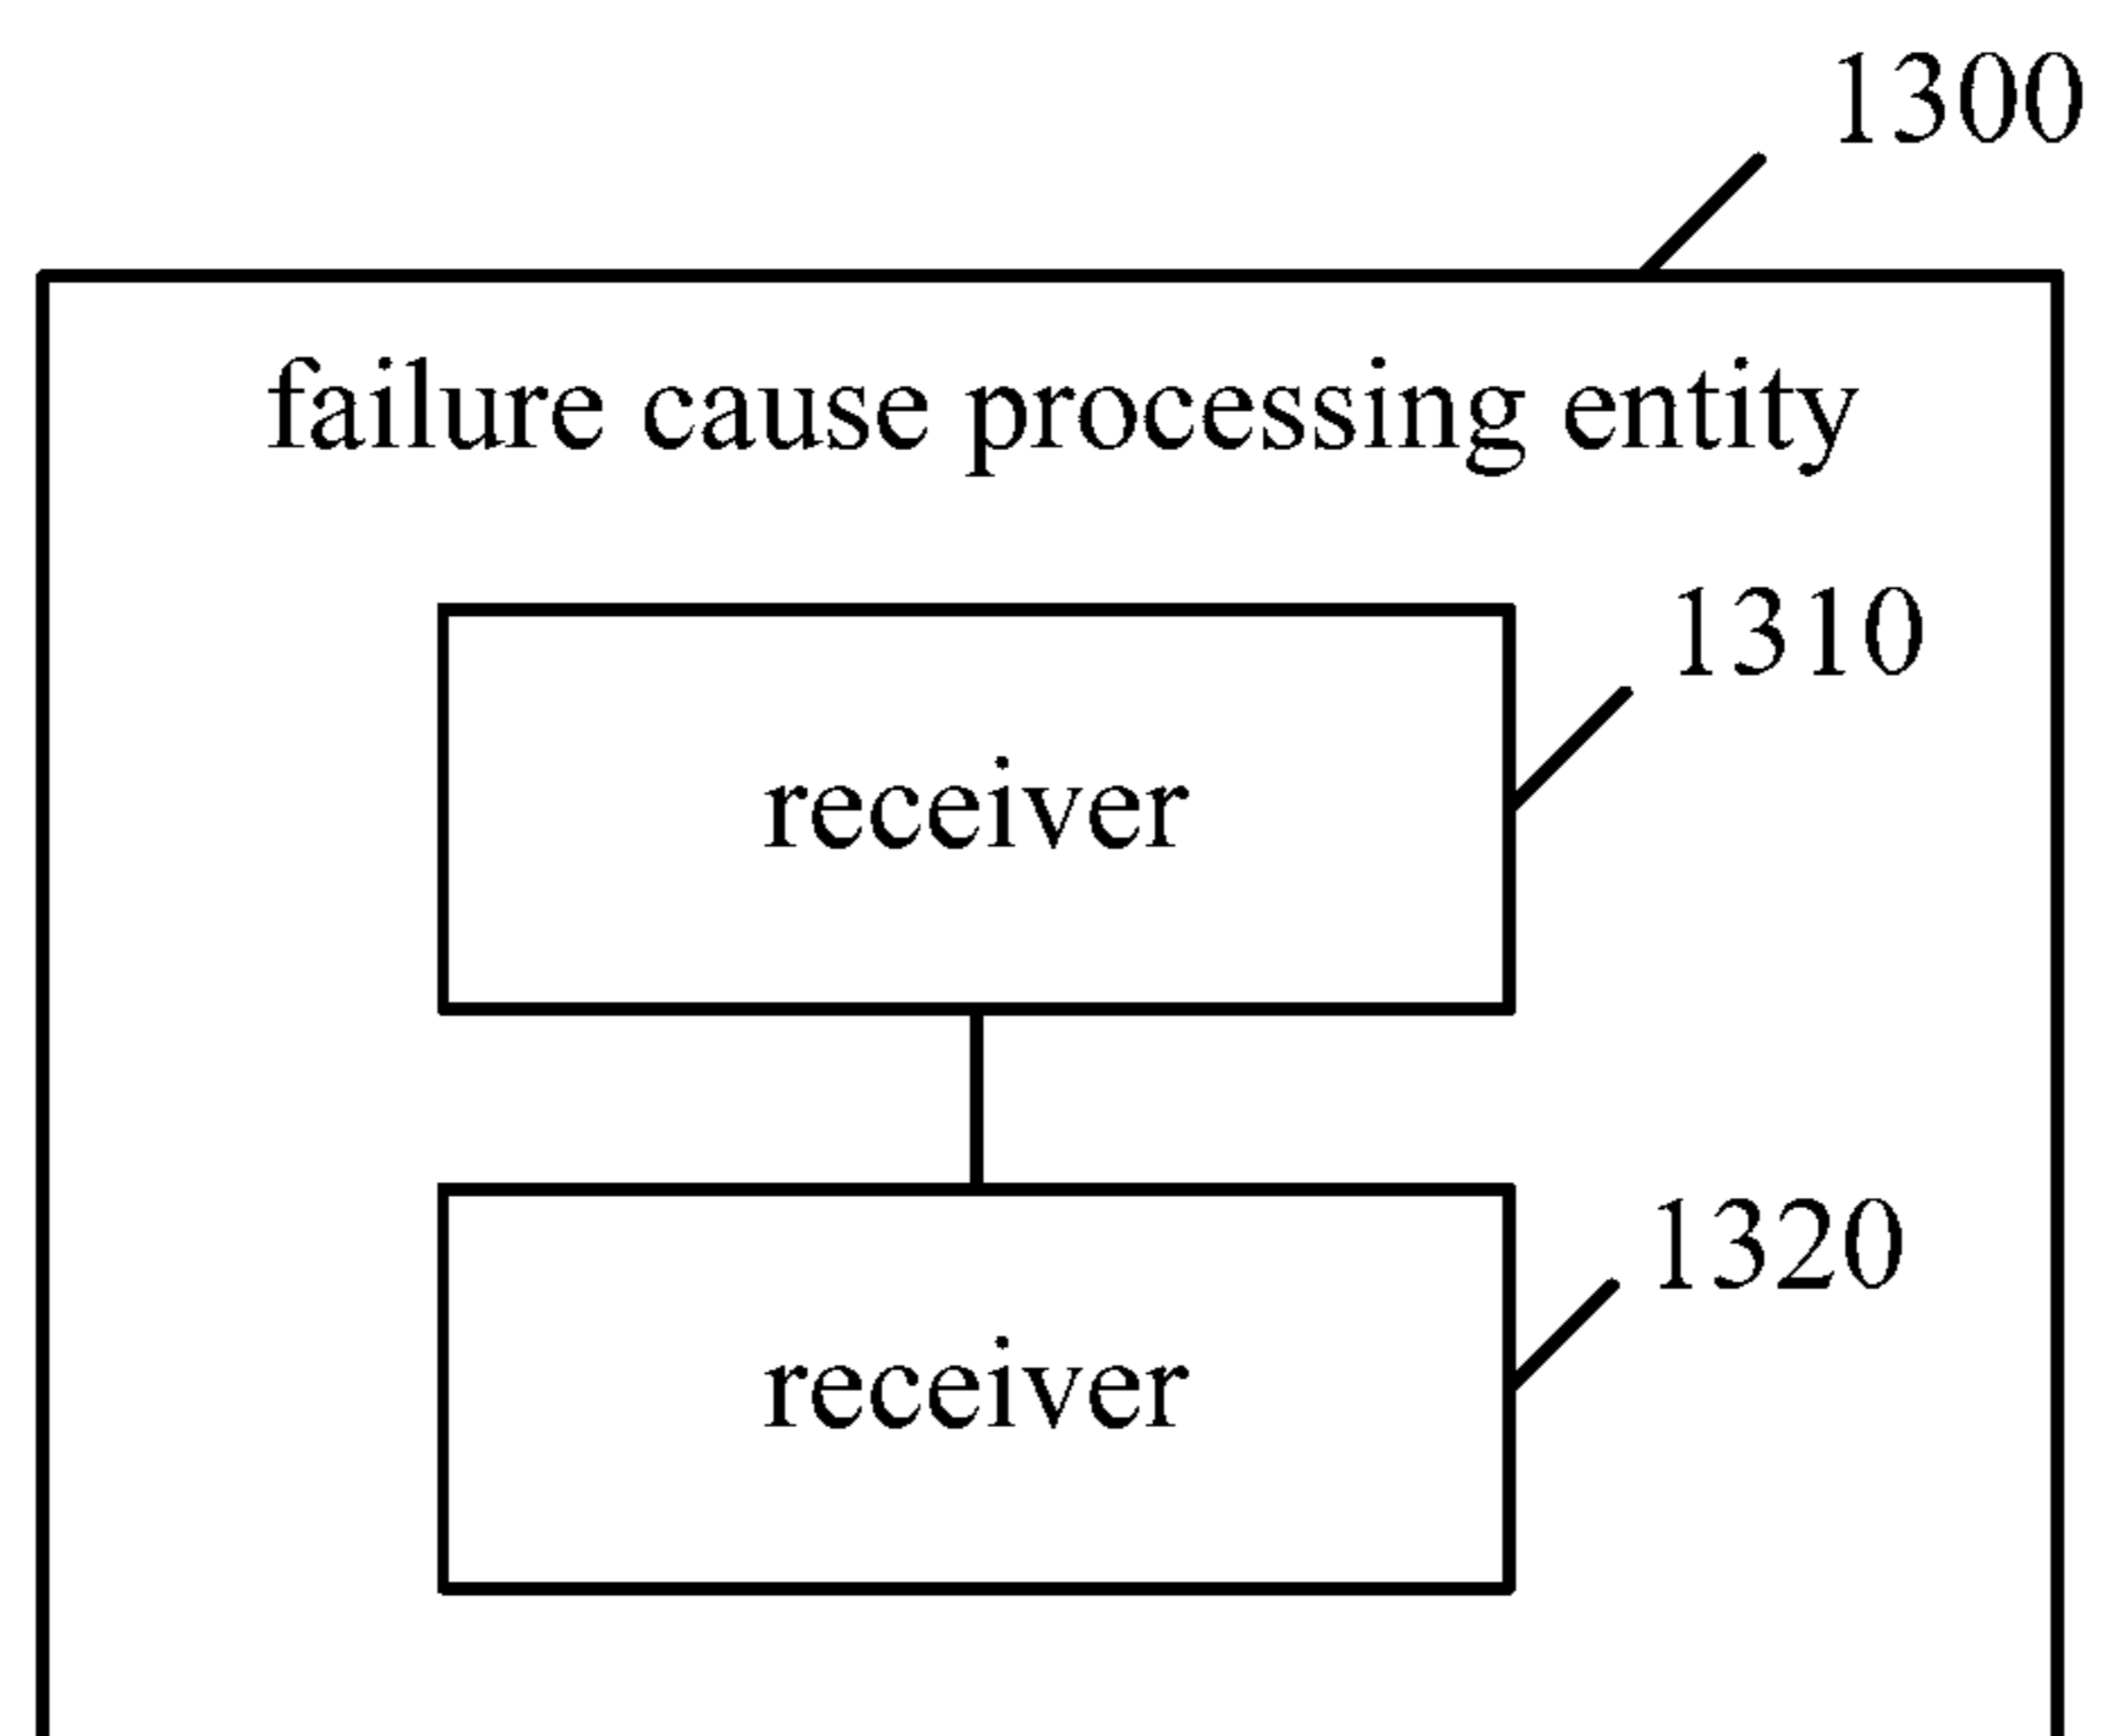 1300
failure cause processing entity
1310
receiver
1320
receiver